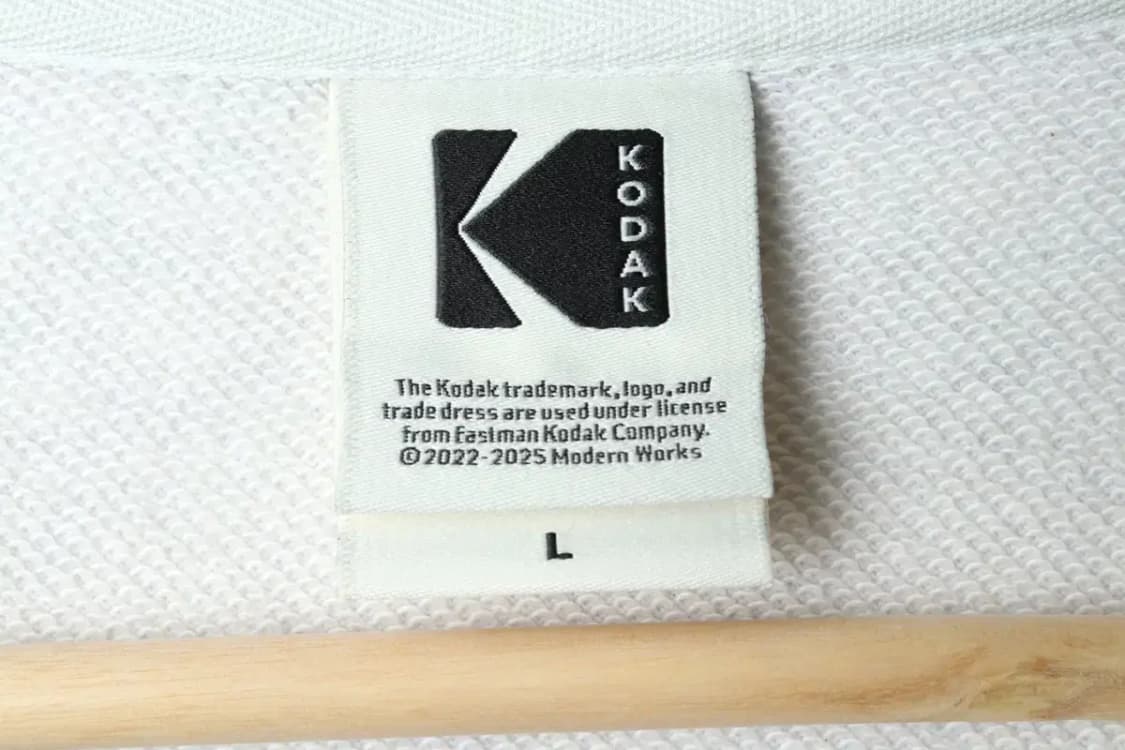 KODAK
The Kodak trademark, logo, and
trade dress are used under license
from Eastman Kodak Company.
©2022-2025 Modern Works
L